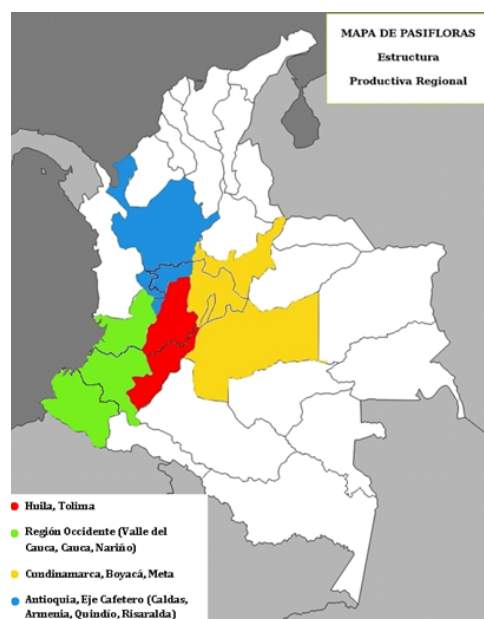 MAPA DE PASIFLORAS
Estructura
Productiva Regional
Huila, Tolima
Región Occidente (Valle del
Cauca, Cauca, Nariño)
Cundinamarca, Boyacá, Meta
Antioquia, Eje Cafetero (Caldas,
Armenia, Quindío, Risaralda)